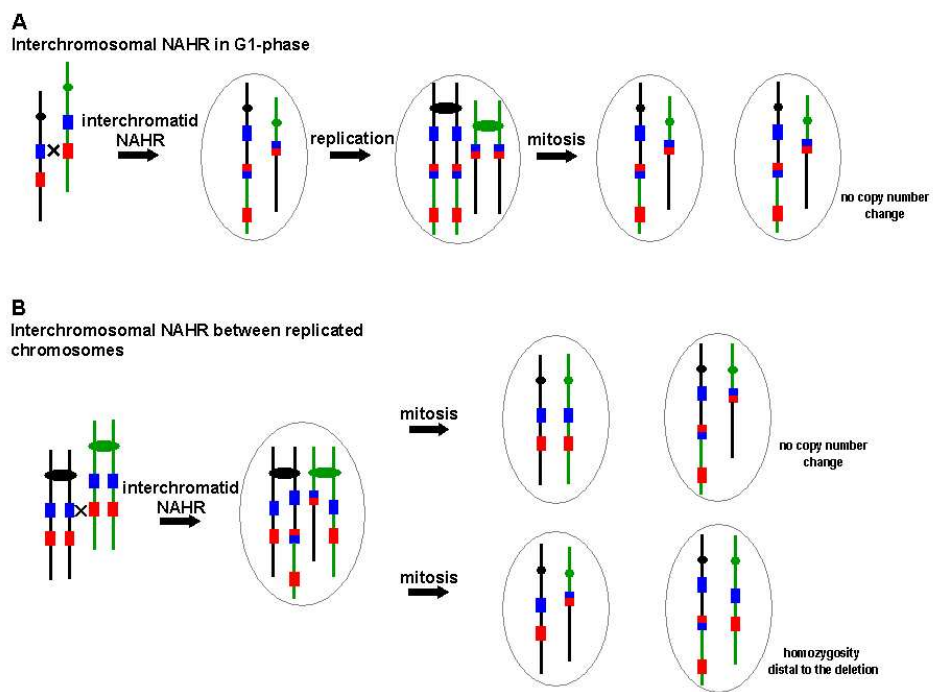 A
Interchromosomal NAHR in G1-phase
interchromatid
NAHR
replication
mitosis
no copy number
change
B
Interchromosomal NAHR between replicated
chromosomes
interchromatid
NAHR
mitosis
no copy number
change
mitosis
homozygosity
distal to the deletion